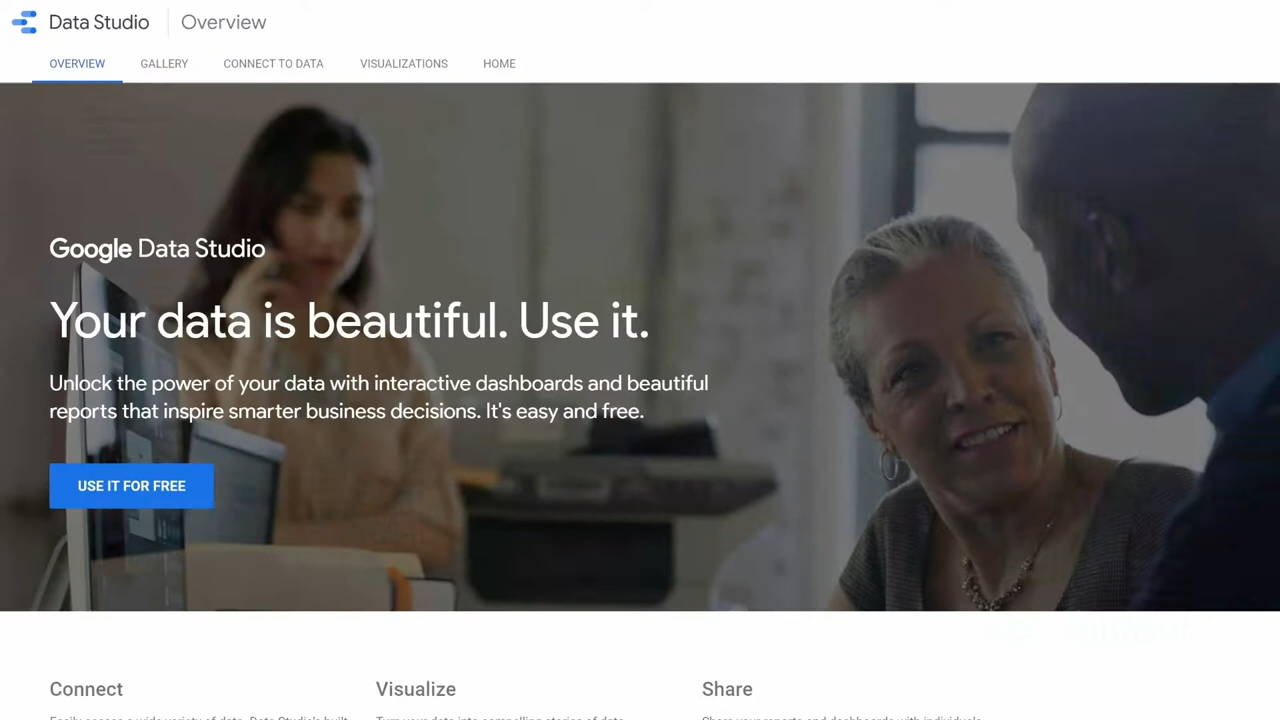 Data Studio
Overview
OVERVIEW
GALLERY
CONNECT TO DATA
VISUALIZATIONS
HOME
Google Data Studio
Your data is beautiful. Use it.
Unlock the power of your data with interactive dashboards and beautiful
reports that inspire smarter business decisions. It's easy and free.
USE IT FOR FREE
Connect
Visualize
Share